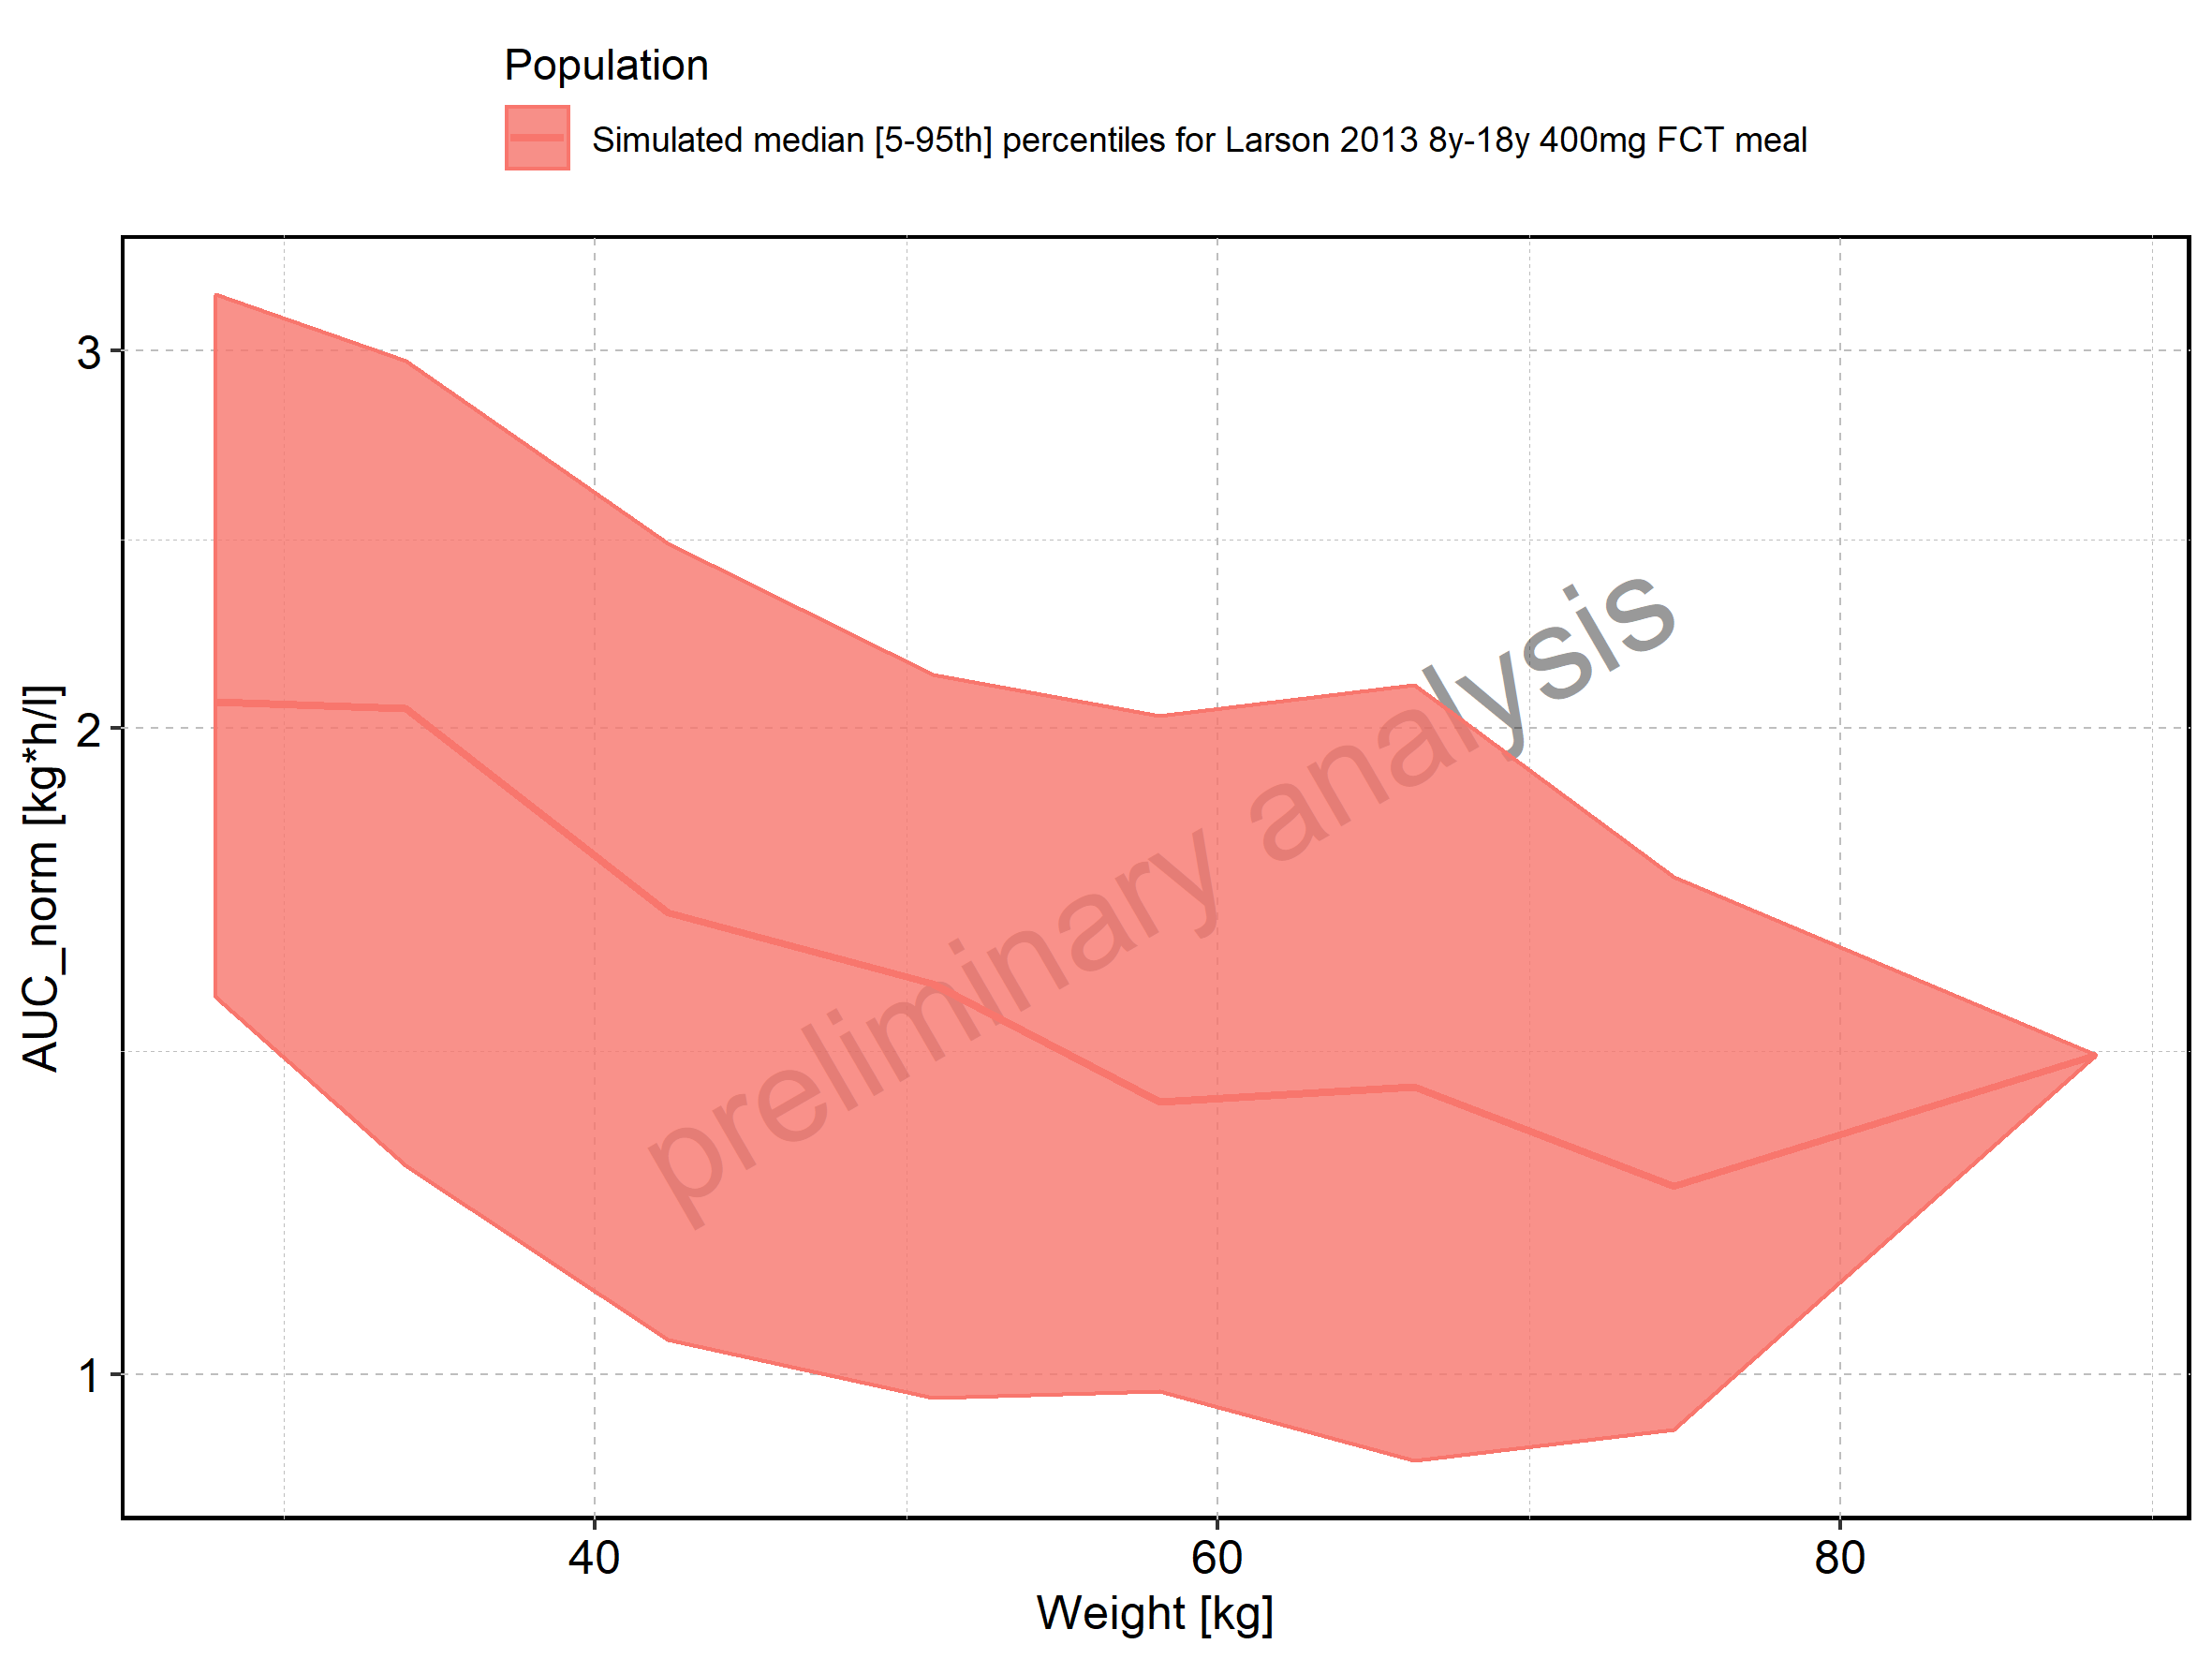 Population
Simulated median [5-95th] percentiles for Larson 2013 8y-18y 400mg FCT meal
3
2
1
AUC_norm [kg*h/l]
preliminary analysis
40 60 80
Weight [kg]